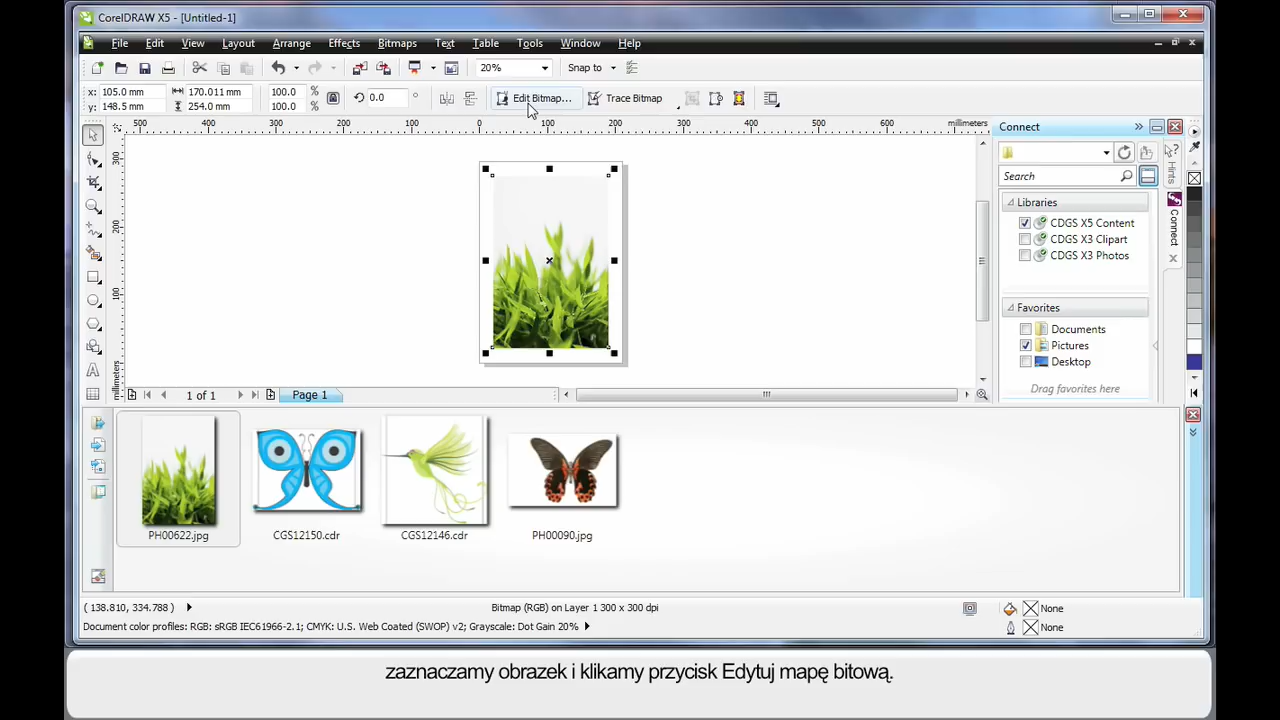 CorelDRAW X5 - [Untitled-1]
File Edit View Layout Arrange Effects Bitmaps Text Table Tools Window Help
20% Snap to
x: 105.0 mm 170.011 mm 100.0 % 0.0 ° Edit Bitmap... Trace Bitmap
y: 148.5 mm 254.0 mm 100.0 %
500 400 300 200 100 0 100 200 300 400 500 600 millimeters
300
200
100
millimeters
Connect
Search
Libraries
CDGS X5 Content
CDGS X3 Clipart
CDGS X3 Photos
Favorites
Documents
Pictures
Desktop
Drag favorites here
Hints
Connect
1 of 1 Page 1
PH00622.jpg CGS12150.cdr CGS12146.cdr PH00090.jpg
( 138.810, 334.788 ) Bitmap (RGB) on Layer 1 300 x 300 dpi None
Document color profiles: RGB: sRGB IEC61966-2.1; CMYK: U.S. Web Coated (SWOP) v2; Grayscale: Dot Gain 20% None
zaznaczamy obrazek i klikamy przycisk Edytuj mapę bitową.